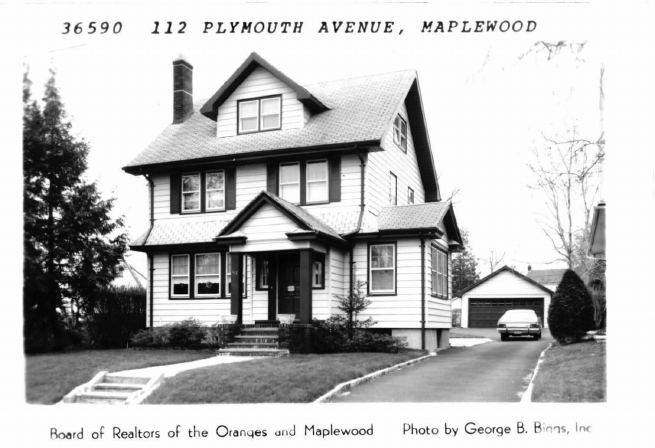 36590 112 PLYMOUTH AVENUE, MAPLEWOOD
Board of Realtors of the Oranges and Maplewood Photo by George B. Biggs, Inc